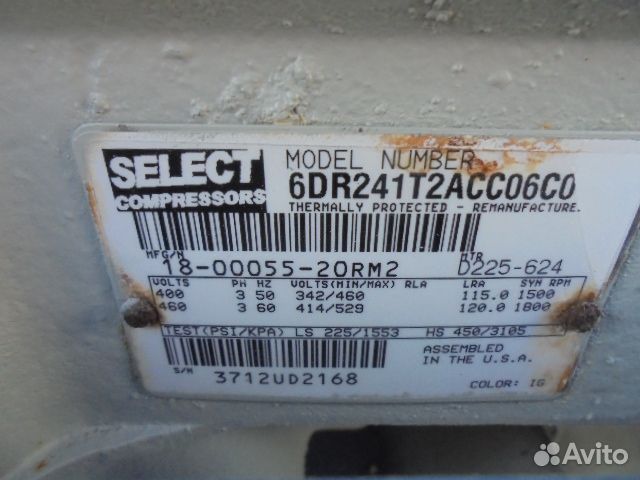 SELECT
COMPRESSORS
MODEL NUMBER
6DR241T2ACC06C0
THERMALLY PROTECTED - REMANUFACTURE.
MFG/N MTR
18-00055-20RM2 D225-624
VOLTS PH HZ VOLTS(MIN/MAX) RLA LRA SYN RPM
400 3 50 342/460 115.0 1500
460 3 60 414/529 120.0 1800
TEST(PSI/KPA) LS 225/1553 HS 450/3105
ASSEMBLED
IN THE U.S.A.
S/N 3712UD2168
COLOR: IG
Avito